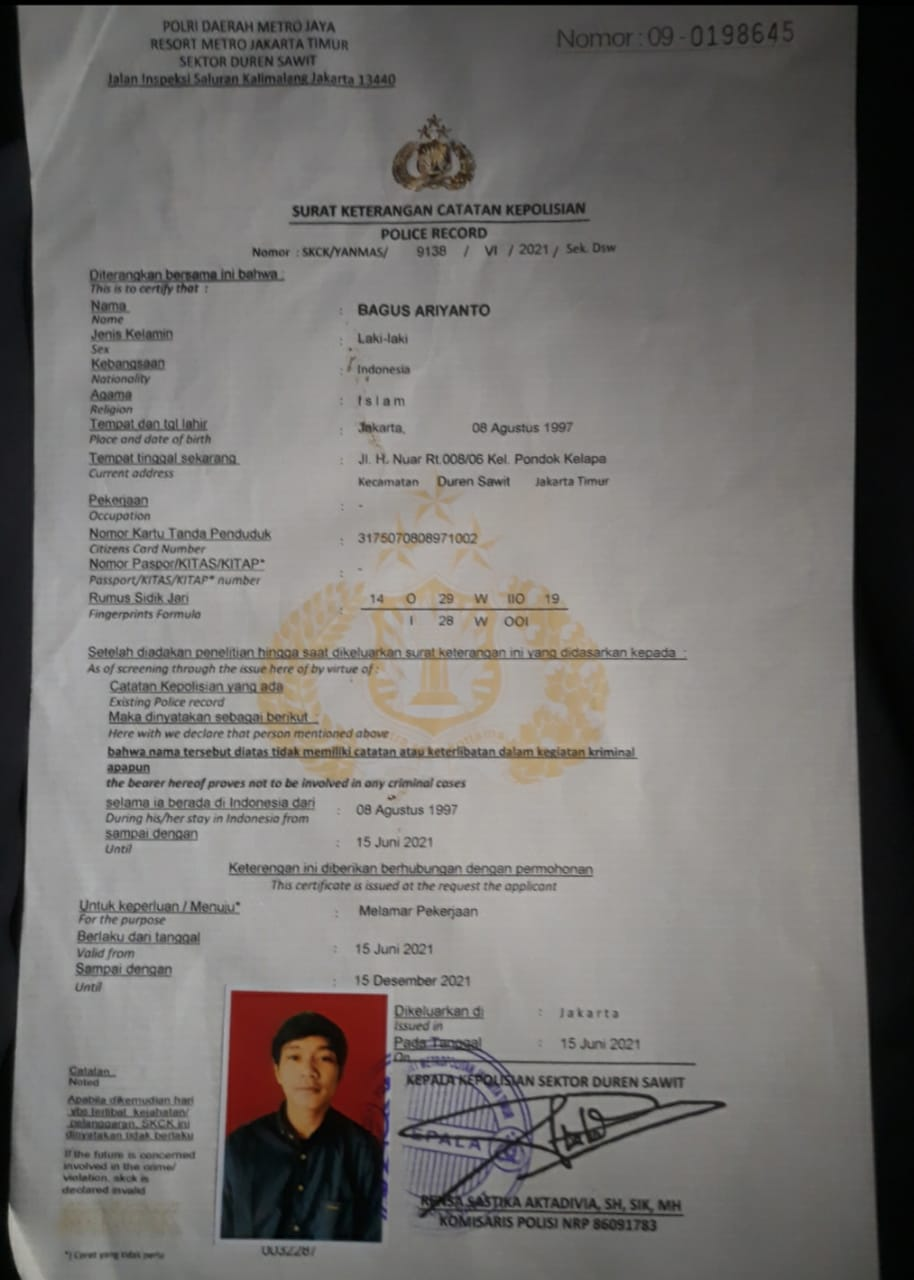 POLRI DAERAH METRO JAYA
RESORT METRO JAKARTA TIMUR
SEKTOR DUREN SAWIT
Jalan Inspeksi Saluran Kalimalang Jakarta 13440
Nomor : 09 - 0198645
SURAT KETERANGAN CATATAN KEPOLISIAN
POLICE RECORD
Nomor : SKCK/YANMAS/ 9138 / VI / 2021 / Sek. Dsw
Diterangkan bersama ini bahwa :
This is to certify that :
Nama : BAGUS ARIYANTO
Name
Jenis Kelamin : Laki-laki
Sex
Kebangsaan : Indonesia
Nationality
Agama : I s l a m
Religion
Tempat dan tgl lahir : Jakarta, 08 Agustus 1997
Place and date of birth
Tempat tinggal sekarang : Jl. H. Nuar Rt.008/06 Kel. Pondok Kelapa
Current address Kecamatan Duren Sawit Jakarta Timur
Pekerjaan : -
Occupation
Nomor Kartu Tanda Penduduk : 3175070808971002
Citizens Card Number
Nomor Paspor/KITAS/KITAP* : -
Passport/KITAS/KITAP* number
Rumus Sidik Jari : 14 O 29 W IIO 19
Fingerprints Formula I 28 W OOI
Setelah diadakan penelitian hingga saat dikeluarkan surat keterangan ini yang didasarkan kepada :
As of screening through the issue here of by virtue of :
Catatan Kepolisian yang ada
Existing Police record
Maka dinyatakan sebagai berikut :
Here with we declare that person mentioned above
bahwa nama tersebut diatas tidak memiliki catatan atau keterlibatan dalam kegiatan kriminal
apapun
the bearer hereof proves not to be involved in any criminal cases
selama ia berada di Indonesia dari : 08 Agustus 1997
During his/her stay in Indonesia from
sampai dengan : 15 Juni 2021
Until
Keterengan ini diberikan berhubungan dengan permohonan
This certificate is issued at the request the applicant
Untuk keperluan / Menuju* : Melamar Pekerjaan
For the purpose
Berlaku dari tanggal : 15 Juni 2021
Valid from
Sampai dengan : 15 Desember 2021
Until
Dikeluarkan di : J a k a r t a
Issued in
Pada Tanggal : 15 Juni 2021
On
KEPALA KEPOLISIAN SEKTOR DUREN SAWIT
KEPALA
RENSA SASTIKA AKTADIVIA, SH, SIK, MH
KOMISARIS POLISI NRP 86091783
Catatan
Noted
Apabila dikemudian hari
ybs terlibat kejahatan/
pelanggaran, SKCK ini
dinyatakan tidak berlaku
If the future is concerned
involved in the crime/
violation, skck is
declared invalid
*) Coret yang tidak perlu
0032287